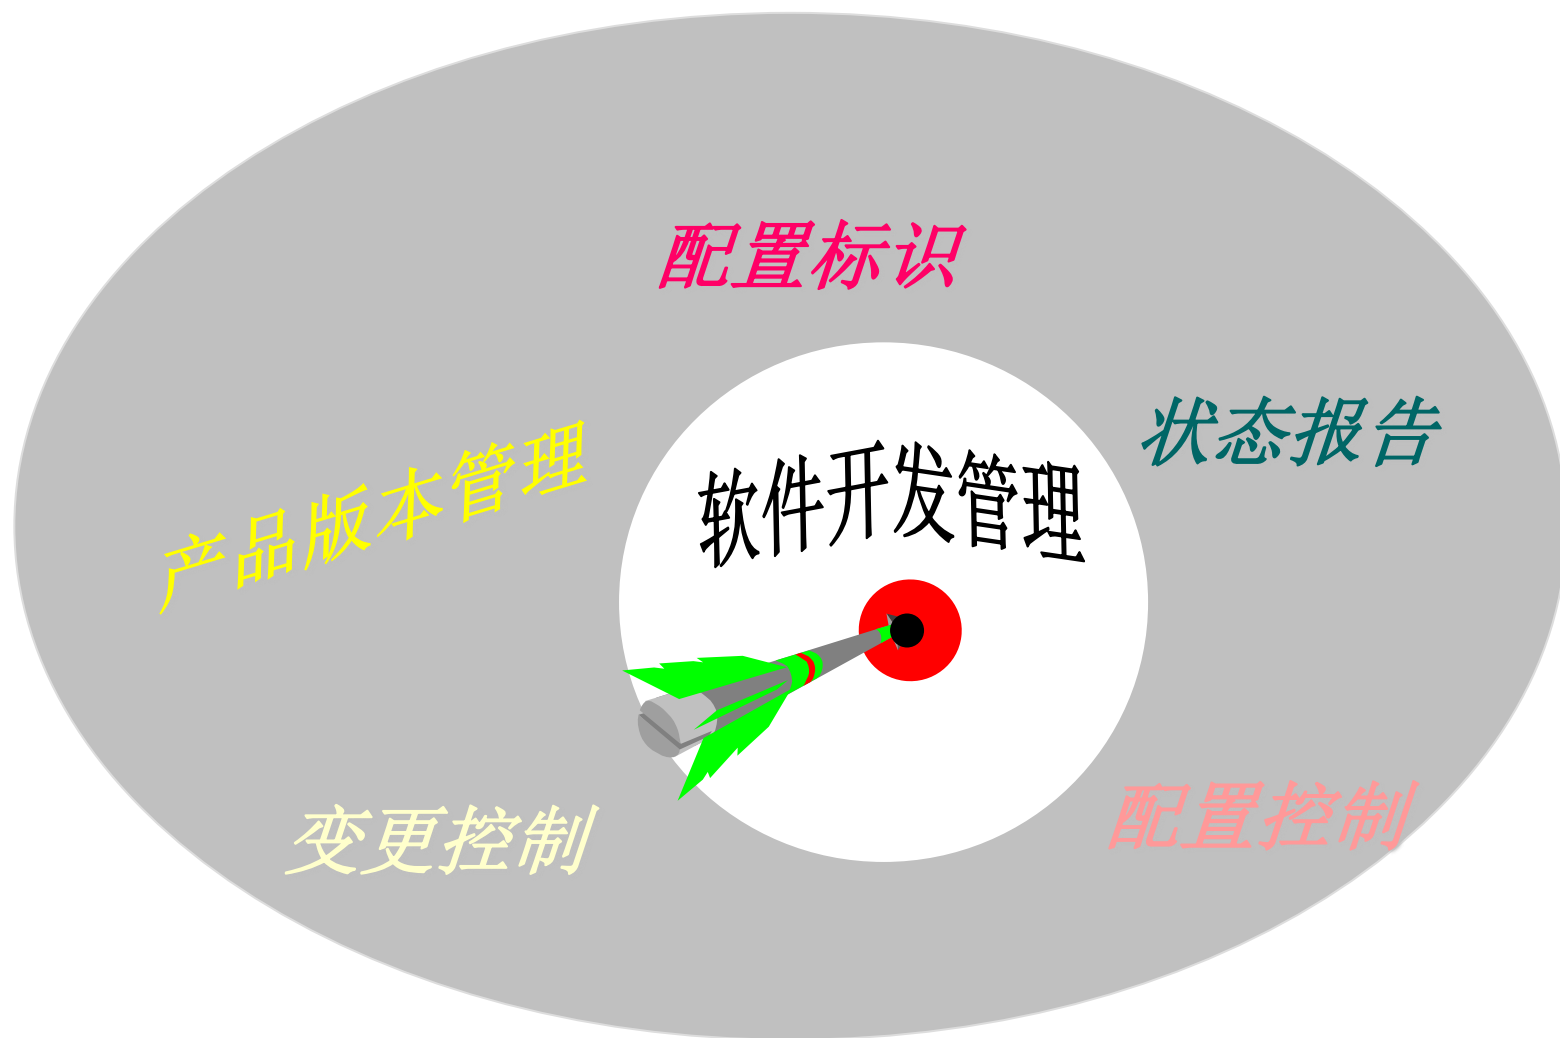 配置标识
状态报告
产品版本管理
软件开发管理
变更控制
配置控制